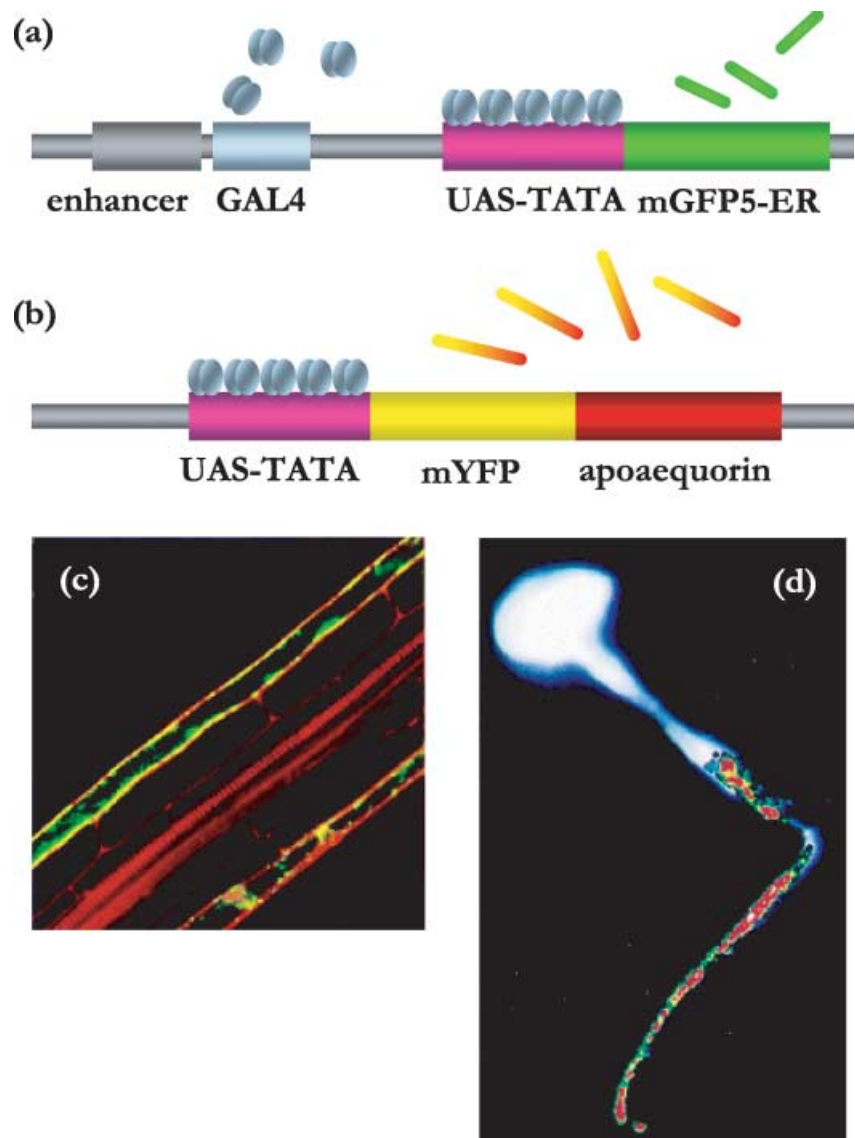 (a)
enhancer GAL4 UAS-TATA mGFP5-ER
(b)
UAS-TATA mYFP apoaequorin
(c) (d)